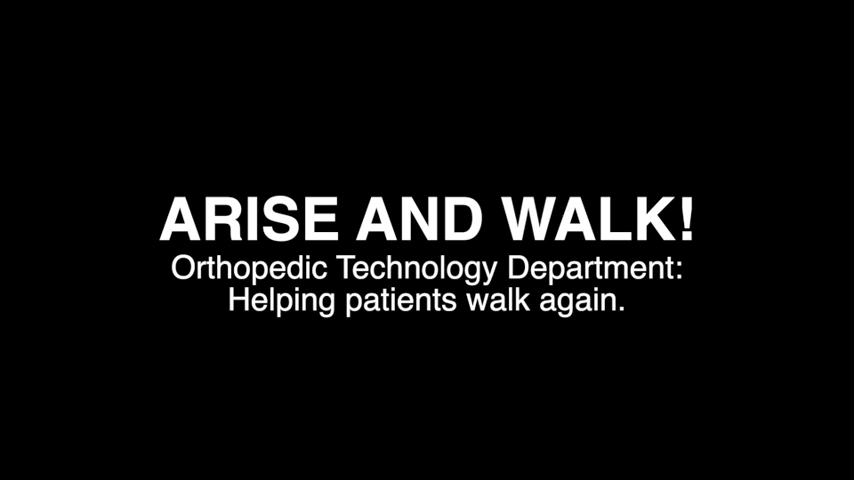 ARISE AND WALK!
Orthopedic Technology Department:
Helping patients walk again.